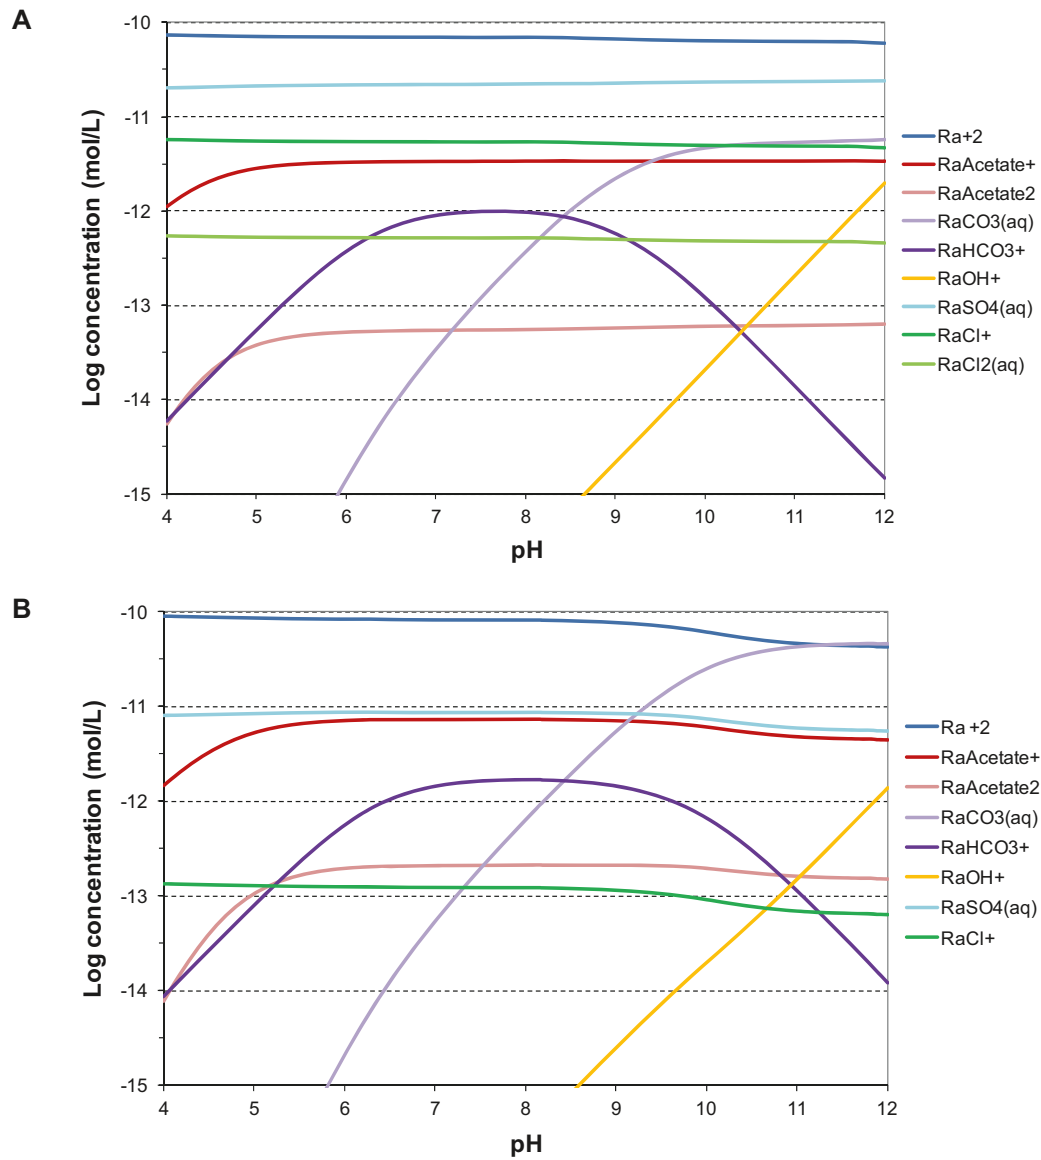 A
-10
-11
-12
-13
-14
-15
Log concentration (mol/L)
4 5 6 7 8 9 10 11 12
pH
Ra+2
RaAcetate+
RaAcetate2
RaCO3(aq)
RaHCO3+
RaOH+
RaSO4(aq)
RaCl+
RaCl2(aq)
B
-10
-11
-12
-13
-14
-15
Log concentration (mol/L)
4 5 6 7 8 9 10 11 12
pH
Ra +2
RaAcetate+
RaAcetate2
RaCO3(aq)
RaHCO3+
RaOH+
RaSO4(aq)
RaCl+